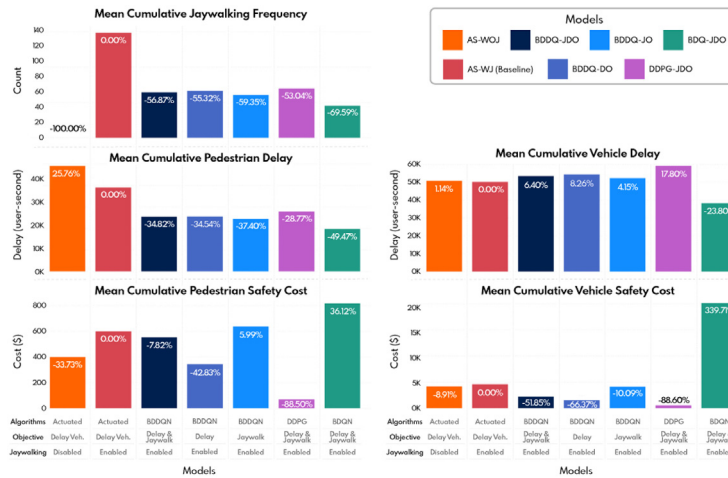 Mean Cumulative Jaywalking Frequency
Count
140
120
100
80
60
40
20
0
-100.00%
0.00%
-56.87%
-55.32%
-59.35%
-53.04%
-69.59%
Models
AS-WOJ
BDDQ-JDO
BDDQ-JO
BDQ-JDO
AS-WJ (Baseline)
BDDQ-DO
DDPG-JDO
Mean Cumulative Pedestrian Delay
Delay (user-second)
40K
30K
20K
10K
0K
25.76%
0.00%
-34.82%
-34.54%
-37.40%
-28.77%
-49.47%
Mean Cumulative Vehicle Delay
Delay (user-second)
60K
50K
40K
30K
20K
10K
0K
1.14%
0.00%
6.40%
8.26%
4.15%
17.80%
-23.80
Mean Cumulative Pedestrian Safety Cost
Cost ($)
800
600
400
200
0
-33.73%
0.00%
-7.82%
-42.83%
5.99%
-88.50%
36.12%
Algorithms Actuated Actuated BDDQN BDDQN BDDQN DDPG BDQN
Objective Delay Veh. Delay Veh. Delay & Jaywalk Delay Jaywalk Delay & Jaywalk Delay & Jaywalk
Jaywalking Disabled Enabled Enabled Enabled Enabled Enabled Enabled
Models
Mean Cumulative Vehicle Safety Cost
Cost ($)
20K
15K
10K
5K
0K
-8.91%
0.00%
-51.85%
-66.37%
-10.09%
-88.60%
339.71
Algorithms Actuated Actuated BDDQN BDDQN BDDQN DDPG BDQN
Objective Delay Veh. Delay Veh. Delay & Jaywalk Delay Jaywalk Delay & Jaywalk Delay
Jaywalking Disabled Enabled Enabled Enabled Enabled Enabled
Models